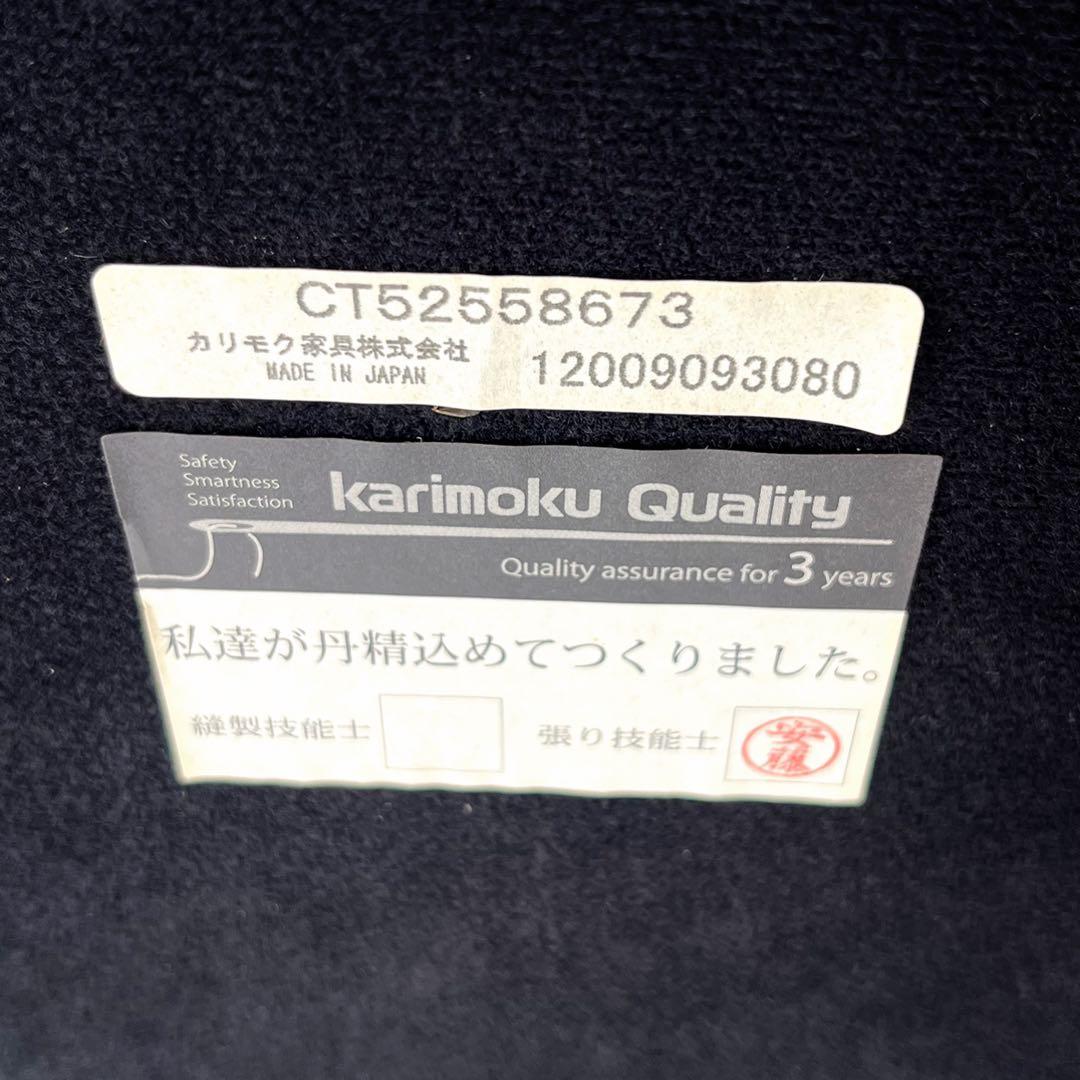 CT52558673
カリモク家具株式会社
MADE IN JAPAN
12009093080
Safety
Smartness
Satisfaction
karimoku Quality
Quality assurance for 3 years
私達が丹精込めてつくりました。
縫製技能士
張り技能士
安藤